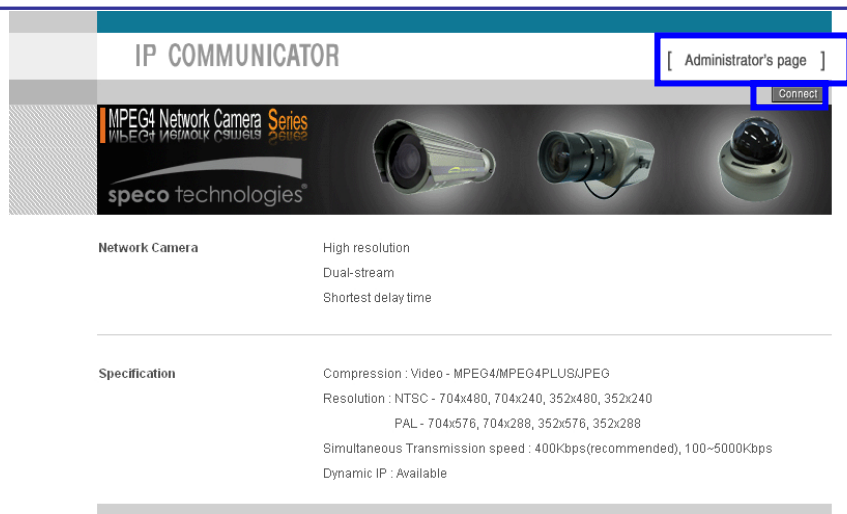 IP COMMUNICATOR
[ Administrator's page ]
Connect
MPEG4 Network Camera Series
speco technologies®
Network Camera
High resolution
Dual-stream
Shortest delay time
Specification
Compression : Video - MPEG4/MPEG4PLUS/JPEG
Resolution : NTSC - 704x480, 704x240, 352x480, 352x240
PAL - 704x576, 704x288, 352x576, 352x288
Simultaneous Transmission speed : 400Kbps(recommended), 100~5000Kbps
Dynamic IP : Available